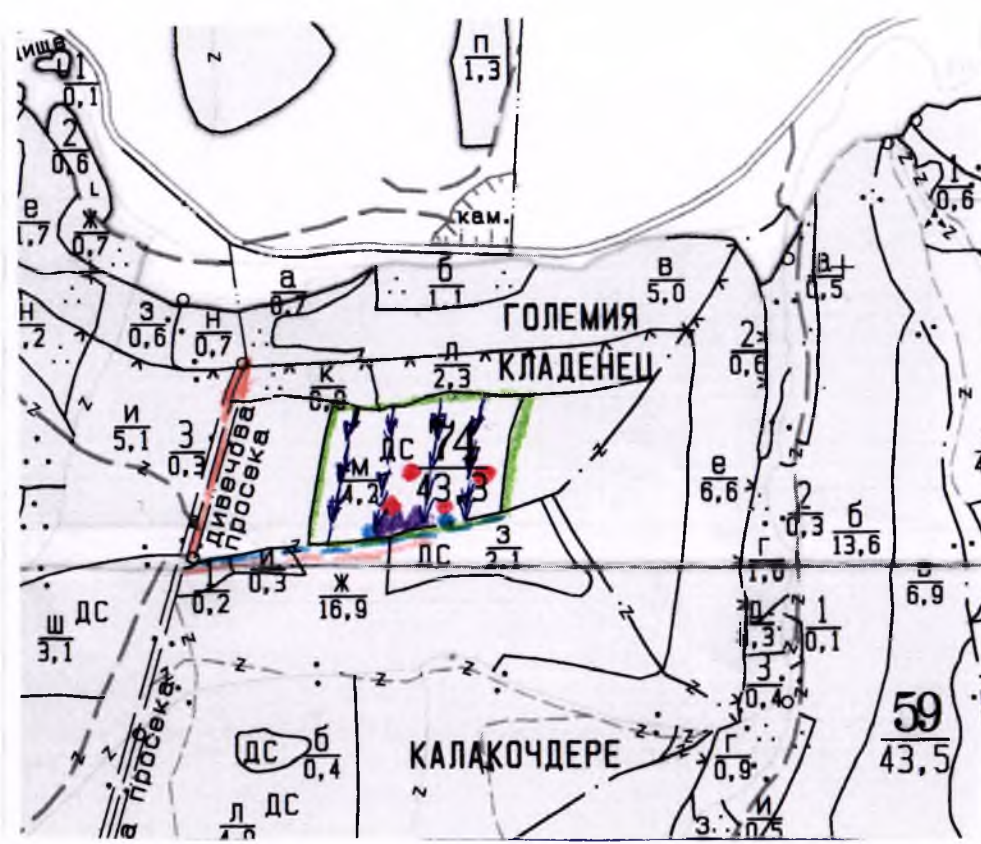 п
1,3
1
0,1
2
0,6
ж
0,7
е
1,7
кам.
1
0,6
а
0,7
б
1,1
в
5,0
з
0,6
н
0,7
ГОЛЕМИЯ
КЛАДЕНЕЦ
л
2,3
к
2
0,6
0,5
и
5,1
3
0,3
ДИВЕЧОВА
ПРОСЕКА
ДС
74
43,3
м
4,2
е
6,6
2
0,3
б
13,6
г
1,0
6,9
и
0,3
ДС
з
2,1
1
0,2
ж
16,9
ш
3,1
ДС
1
0,1
3
0,4
59
43,5
просека
ДС
б
0,4
КАЛАКОЧДЕРЕ
г
0,9
л
ДС
з.
и
0,5